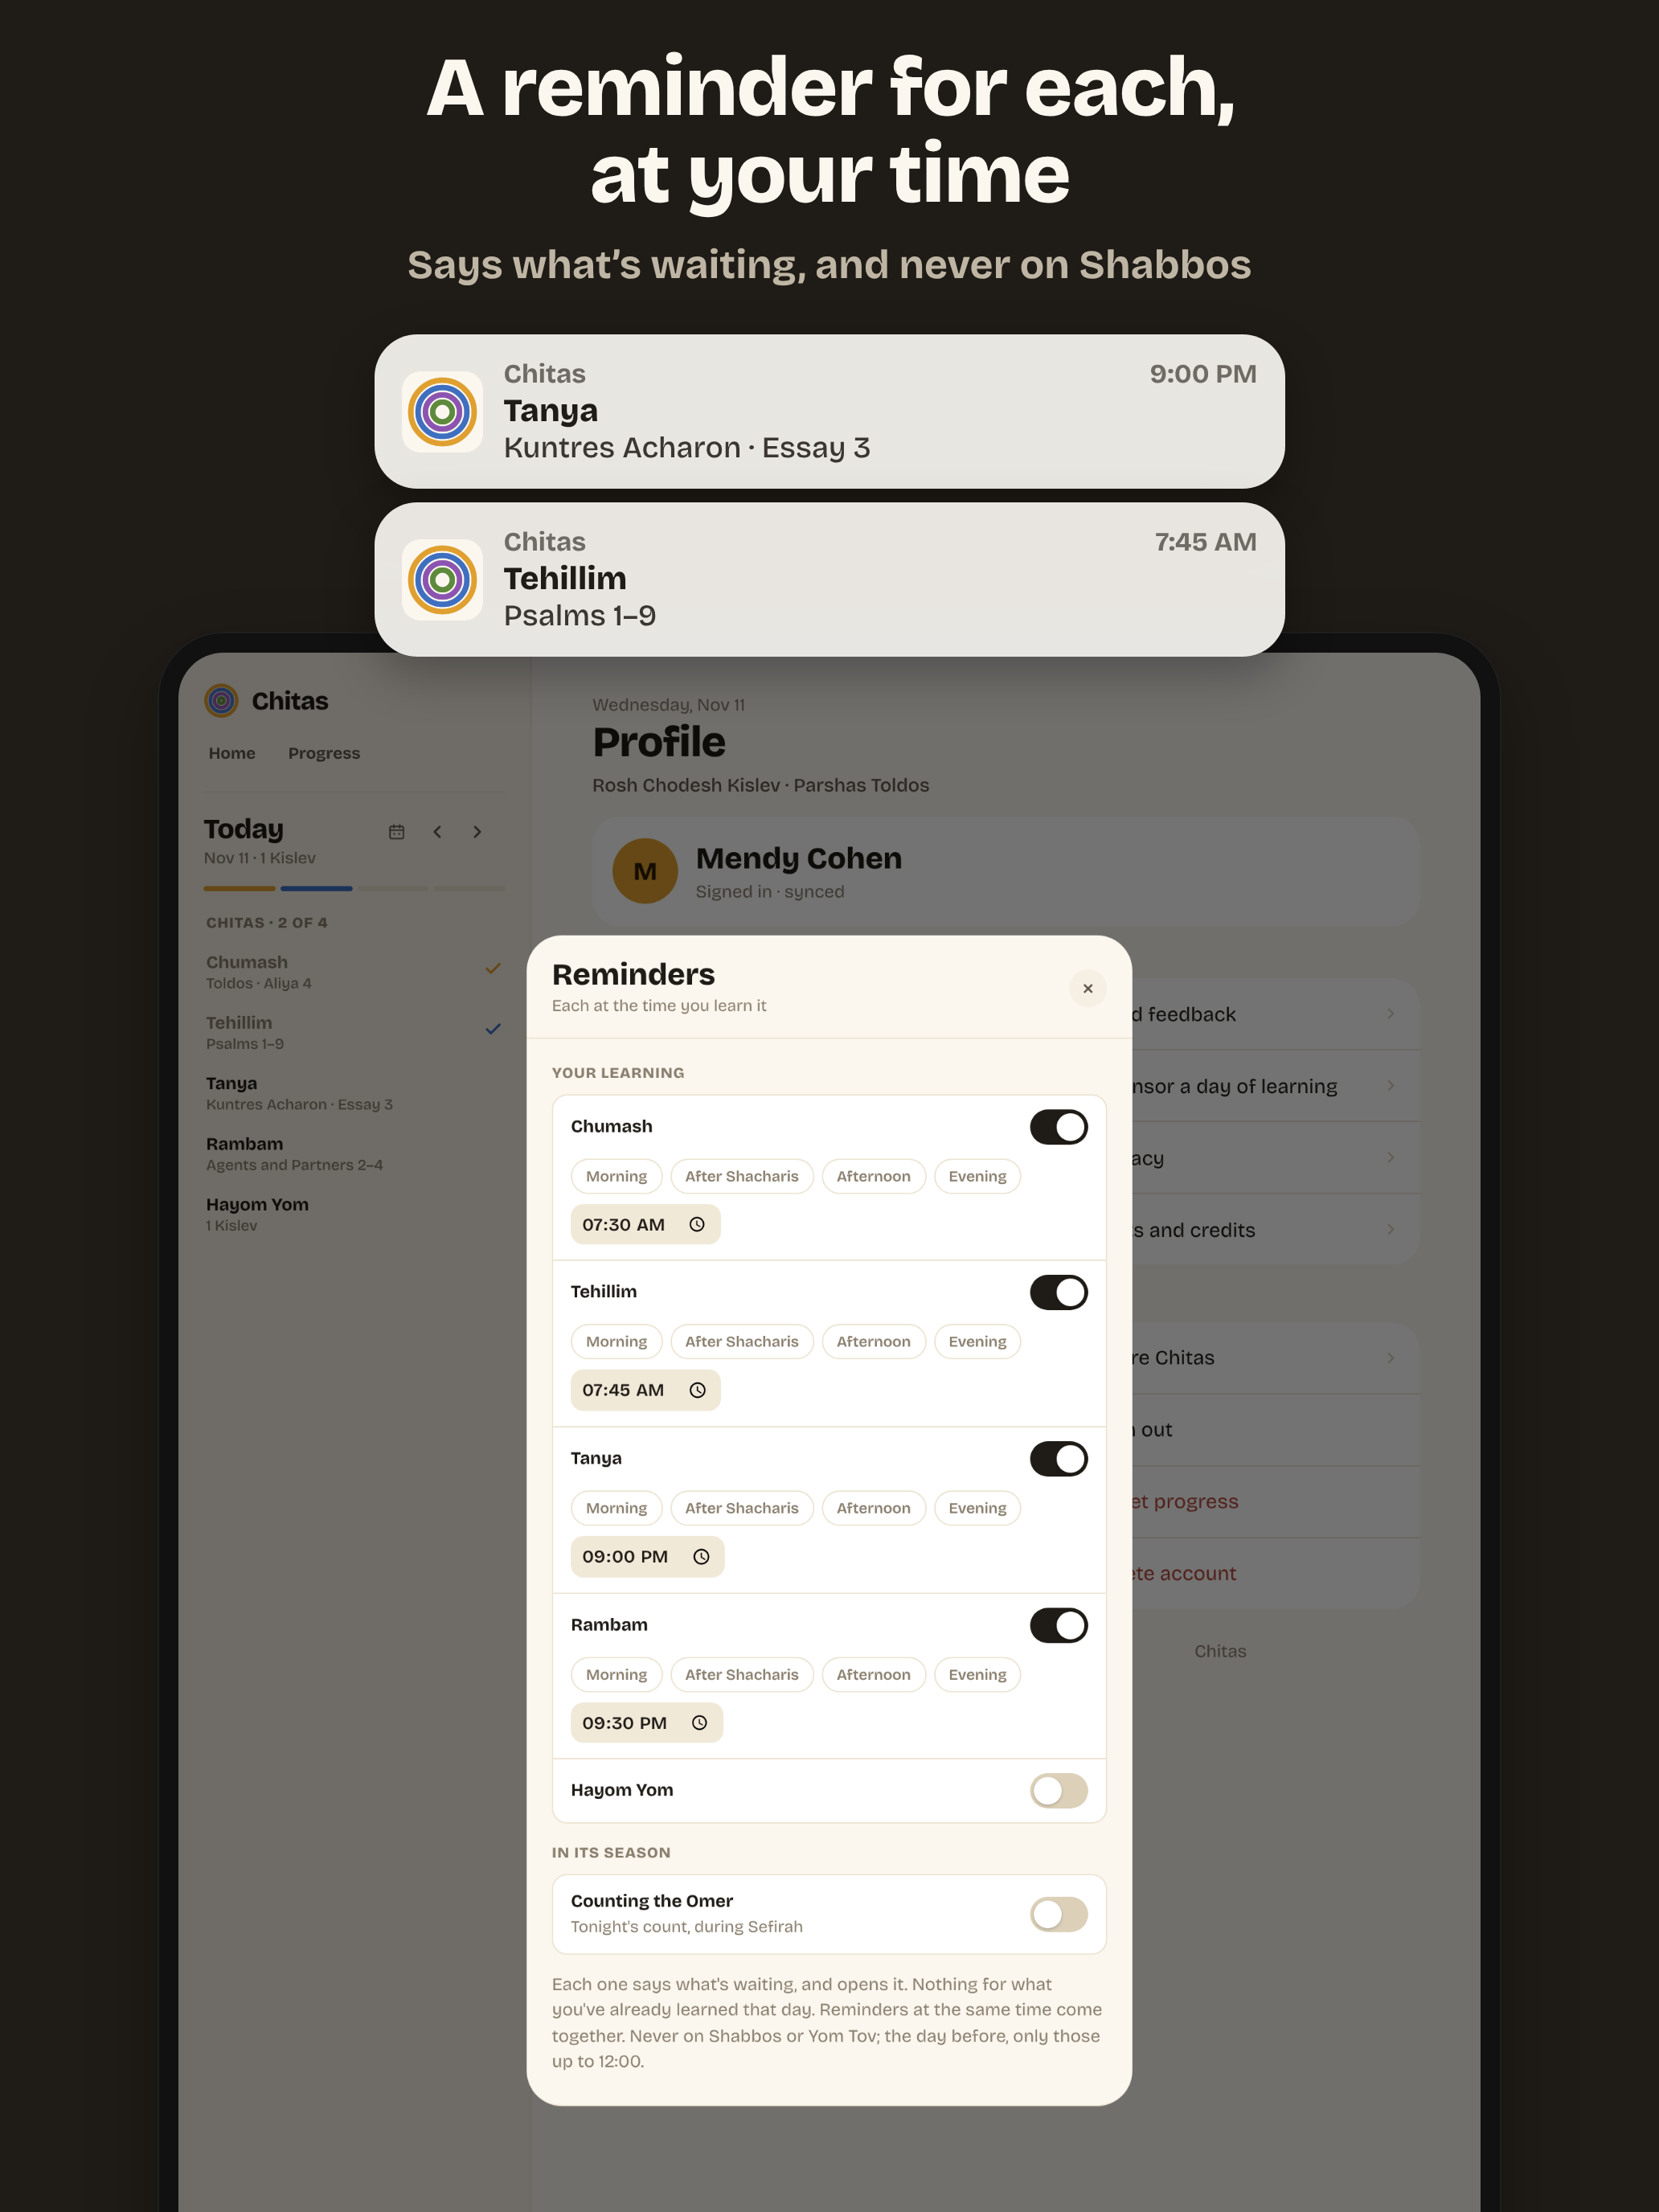 A reminder for each,
at your time
Says what's waiting, and never on Shabbos
Chitas
9:00 PM
Tanya
Kuntres Acharon · Essay 3
Chitas
7:45 AM
Tehillim
Psalms 1–9
Chitas
Home Progress
Today
Nov 11 · 1 Kislev
CHITAS · 2 OF 4
Chumash
Toldos · Aliya 4
Tehillim
Psalms 1–9
Tanya
Kuntres Acharon · Essay 3
Rambam
Agents and Partners 2–4
Hayom Yom
1 Kislev
Wednesday, Nov 11
Profile
Rosh Chodesh Kislev · Parshas Toldos
M
Mendy Cohen
Signed in · synced
Reminders
Each at the time you learn it
YOUR LEARNING
Chumash
Morning After Shacharis Afternoon Evening
07:30 AM
Tehillim
Morning After Shacharis Afternoon Evening
07:45 AM
Tanya
Morning After Shacharis Afternoon Evening
09:00 PM
Rambam
Morning After Shacharis Afternoon Evening
09:30 PM
Hayom Yom
IN ITS SEASON
Counting the Omer
Tonight's count, during Sefirah
Each one says what's waiting, and opens it. Nothing for what
you've already learned that day. Reminders at the same time come
together. Never on Shabbos or Yom Tov; the day before, only those
up to 12:00.
feedback
a day of learning
and credits
Chitas
out
progress
account
Chitas